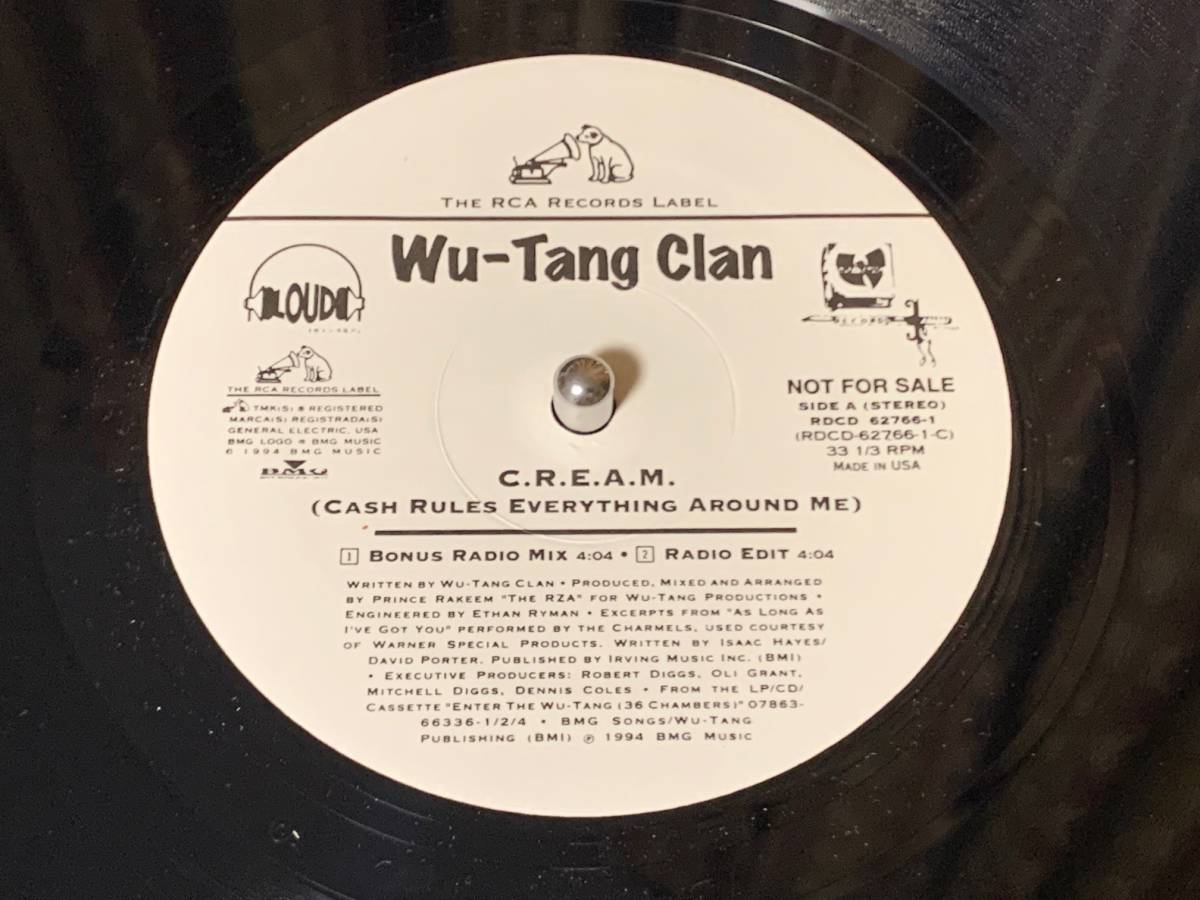 THE RCA RECORDS LABEL
Wu-Tang Clan
LOUD
RECORDS
THE RCA RECORDS LABEL
TMK(S) ® REGISTERED
MARCA(S) REGISTRADA(S)
GENERAL ELECTRIC, USA
BMG LOGO ® BMG MUSIC
© 1994 BMG MUSIC
BMG
NOT FOR SALE
SIDE A (STEREO)
RDCD 62766-1
(RDCD-62766-1-C)
33 1/3 RPM
MADE IN USA
C.R.E.A.M.
(CASH RULES EVERYTHING AROUND ME)
1 BONUS RADIO MIX 4:04 • 2 RADIO EDIT 4:04
WRITTEN BY WU-TANG CLAN • PRODUCED, MIXED AND ARRANGED
BY PRINCE RAKEEM "THE RZA" FOR WU-TANG PRODUCTIONS •
ENGINEERED BY ETHAN RYMAN • EXCERPTS FROM "AS LONG AS
I'VE GOT YOU" PERFORMED BY THE CHARMELS, USED COURTESY
OF WARNER SPECIAL PRODUCTS. WRITTEN BY ISAAC HAYES/
DAVID PORTER. PUBLISHED BY IRVING MUSIC INC. (BMI)
• EXECUTIVE PRODUCERS: ROBERT DIGGS, OLI GRANT,
MITCHELL DIGGS, DENNIS COLES • FROM THE LP/CD/
CASSETTE "ENTER THE WU-TANG (36 CHAMBERS)" 07863-
66336-1/2/4 • BMG SONGS/WU-TANG
PUBLISHING (BMI) ℗ 1994 BMG MUSIC